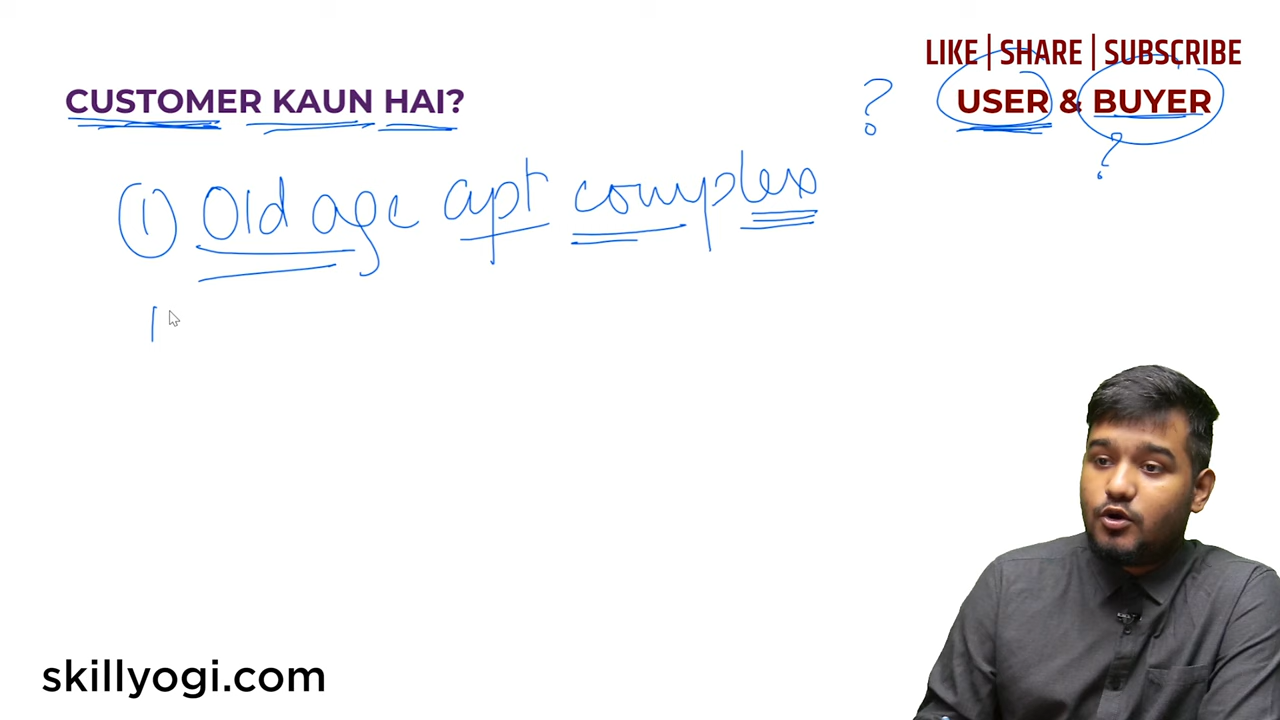 LIKE | SHARE | SUBSCRIBE
CUSTOMER KAUN HAI?
? USER & BUYER
?
① Old age apt complex
skillyogi.com